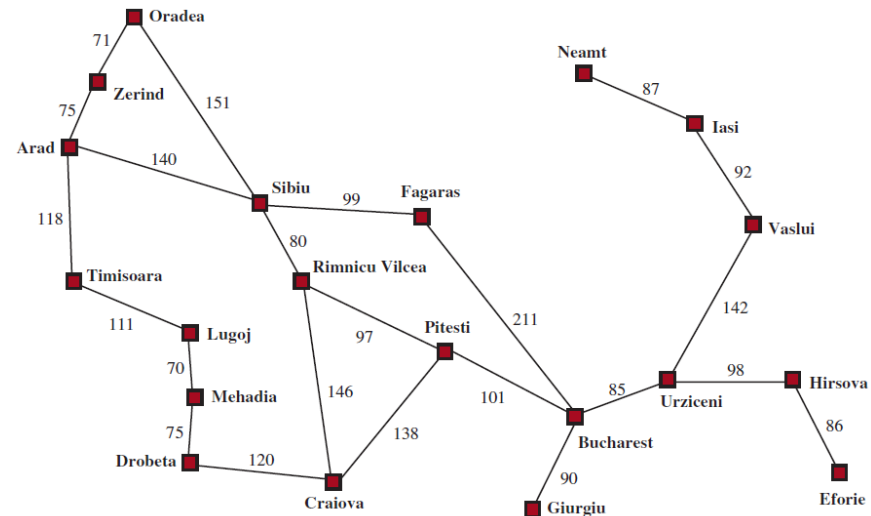 Oradea
71
Neamt
87
Zerind
151
75
Iasi
Arad
140
92
Sibiu
99
Fagaras
118
Vaslui
80
Rimnicu Vilcea
Timisoara
142
111
97
Pitesti
211
Lugoj
70
98
Mehadia
146
101
85
Urziceni
Hirsova
75
138
Bucharest
86
Drobeta
120
90
Craiova
Giurgiu
Eforie